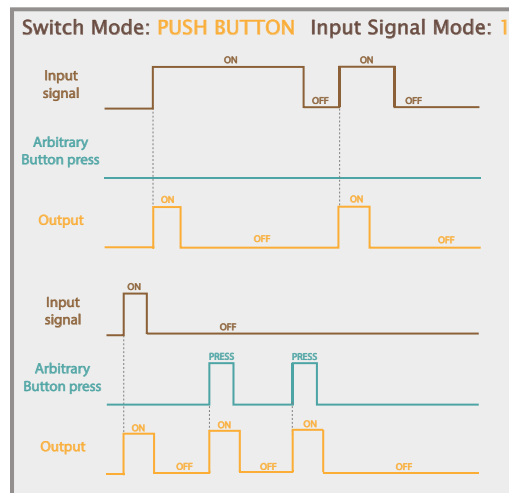 Switch Mode: PUSH BUTTON Input Signal Mode: 1
ON
ON
Input
signal
OFF
OFF
Arbitrary
Button press
ON
ON
Output
OFF
OFF
ON
Input
signal
OFF
PRESS
PRESS
Arbitrary
Button press
ON
ON
ON
Output
OFF
OFF
OFF